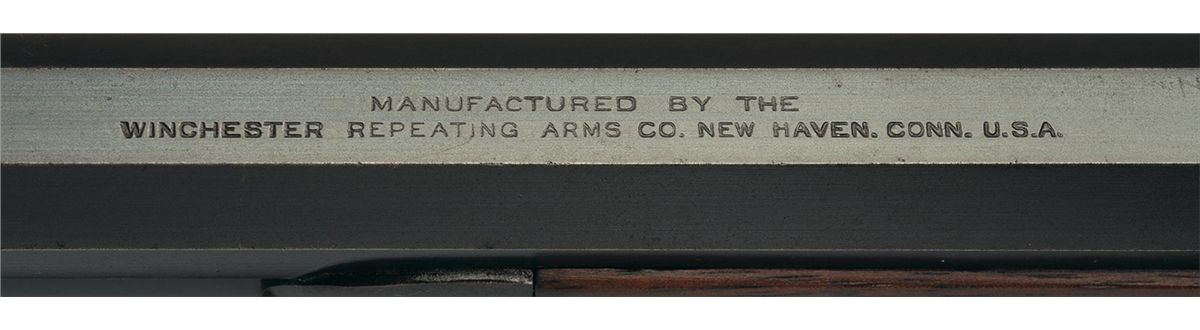 MANUFACTURED BY THE
WINCHESTER REPEATING ARMS CO. NEW HAVEN. CONN. U.S.A.